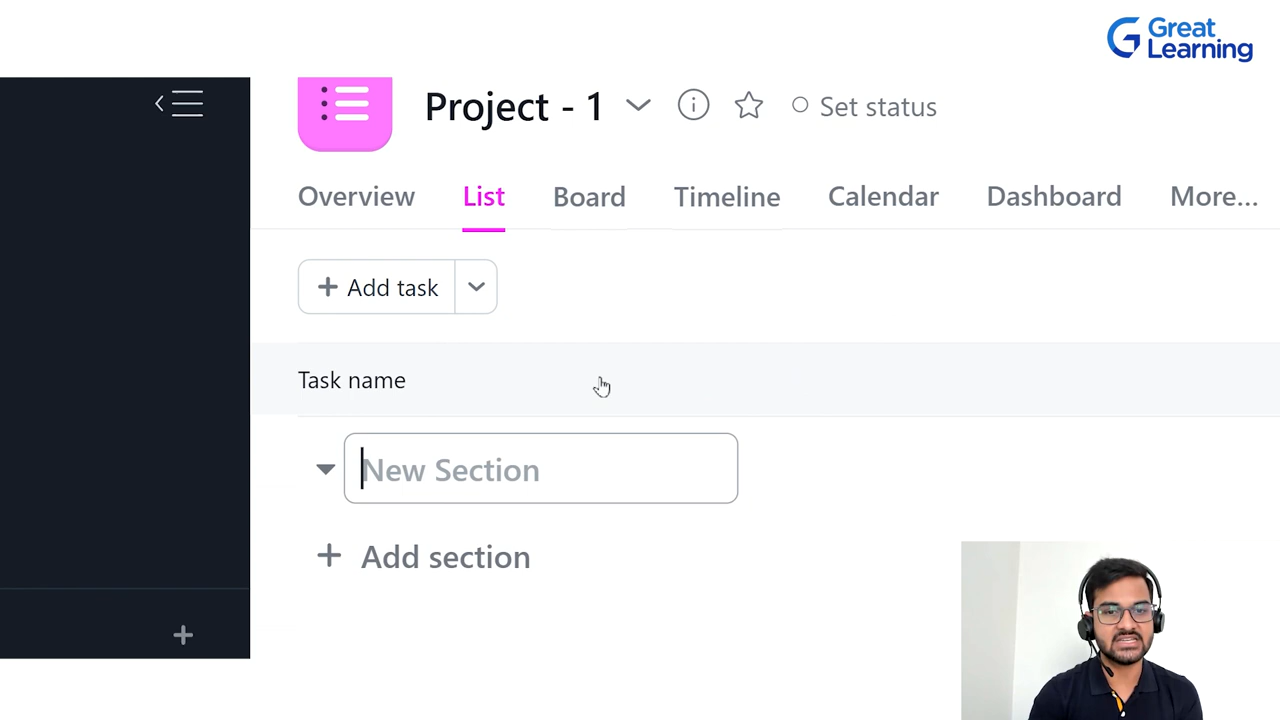 Great
Learning
Project - 1
Set status
Overview
List
Board
Timeline
Calendar
Dashboard
More...
+ Add task
Task name
New Section
+ Add section